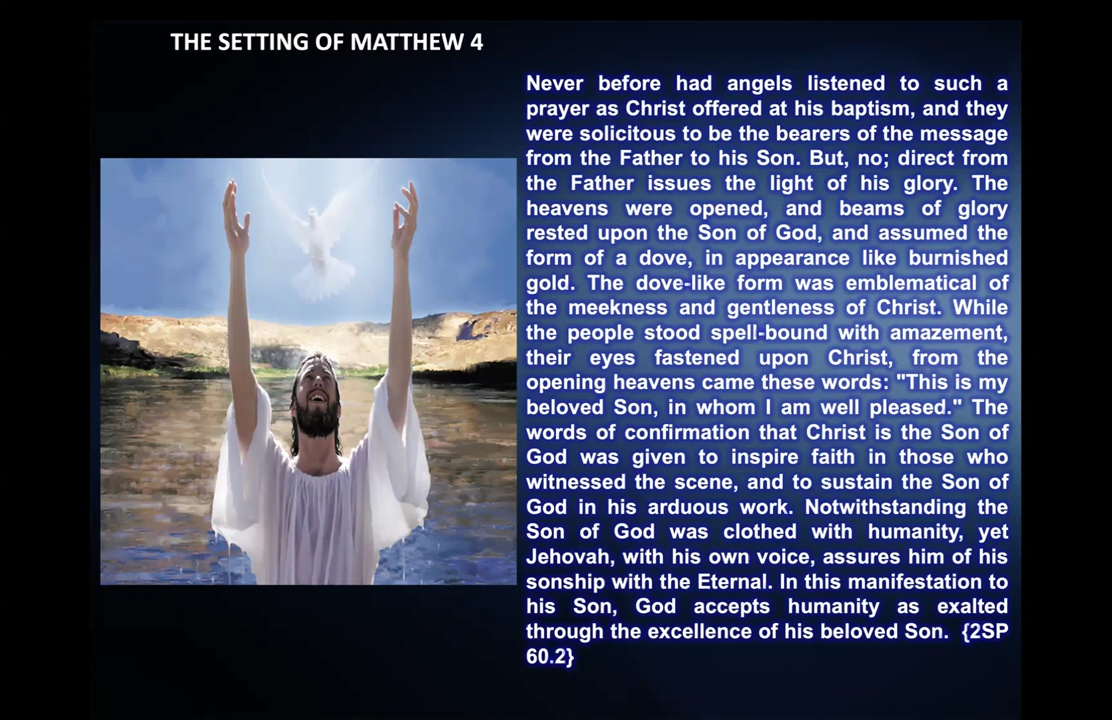 THE SETTING OF MATTHEW 4
Never before had angels listened to such a
prayer as Christ offered at his baptism, and they
were solicitous to be the bearers of the message
from the Father to his Son. But, no; direct from
the Father issues the light of his glory. The
heavens were opened, and beams of glory
rested upon the Son of God, and assumed the
form of a dove, in appearance like burnished
gold. The dove-like form was emblematical of
the meekness and gentleness of Christ. While
the people stood spell-bound with amazement,
their eyes fastened upon Christ, from the
opening heavens came these words: "This is my
beloved Son, in whom I am well pleased." The
words of confirmation that Christ is the Son of
God was given to inspire faith in those who
witnessed the scene, and to sustain the Son of
God in his arduous work. Notwithstanding the
Son of God was clothed with humanity, yet
Jehovah, with his own voice, assures him of his
sonship with the Eternal. In this manifestation to
his Son, God accepts humanity as exalted
through the excellence of his beloved Son. {2SP
60.2}